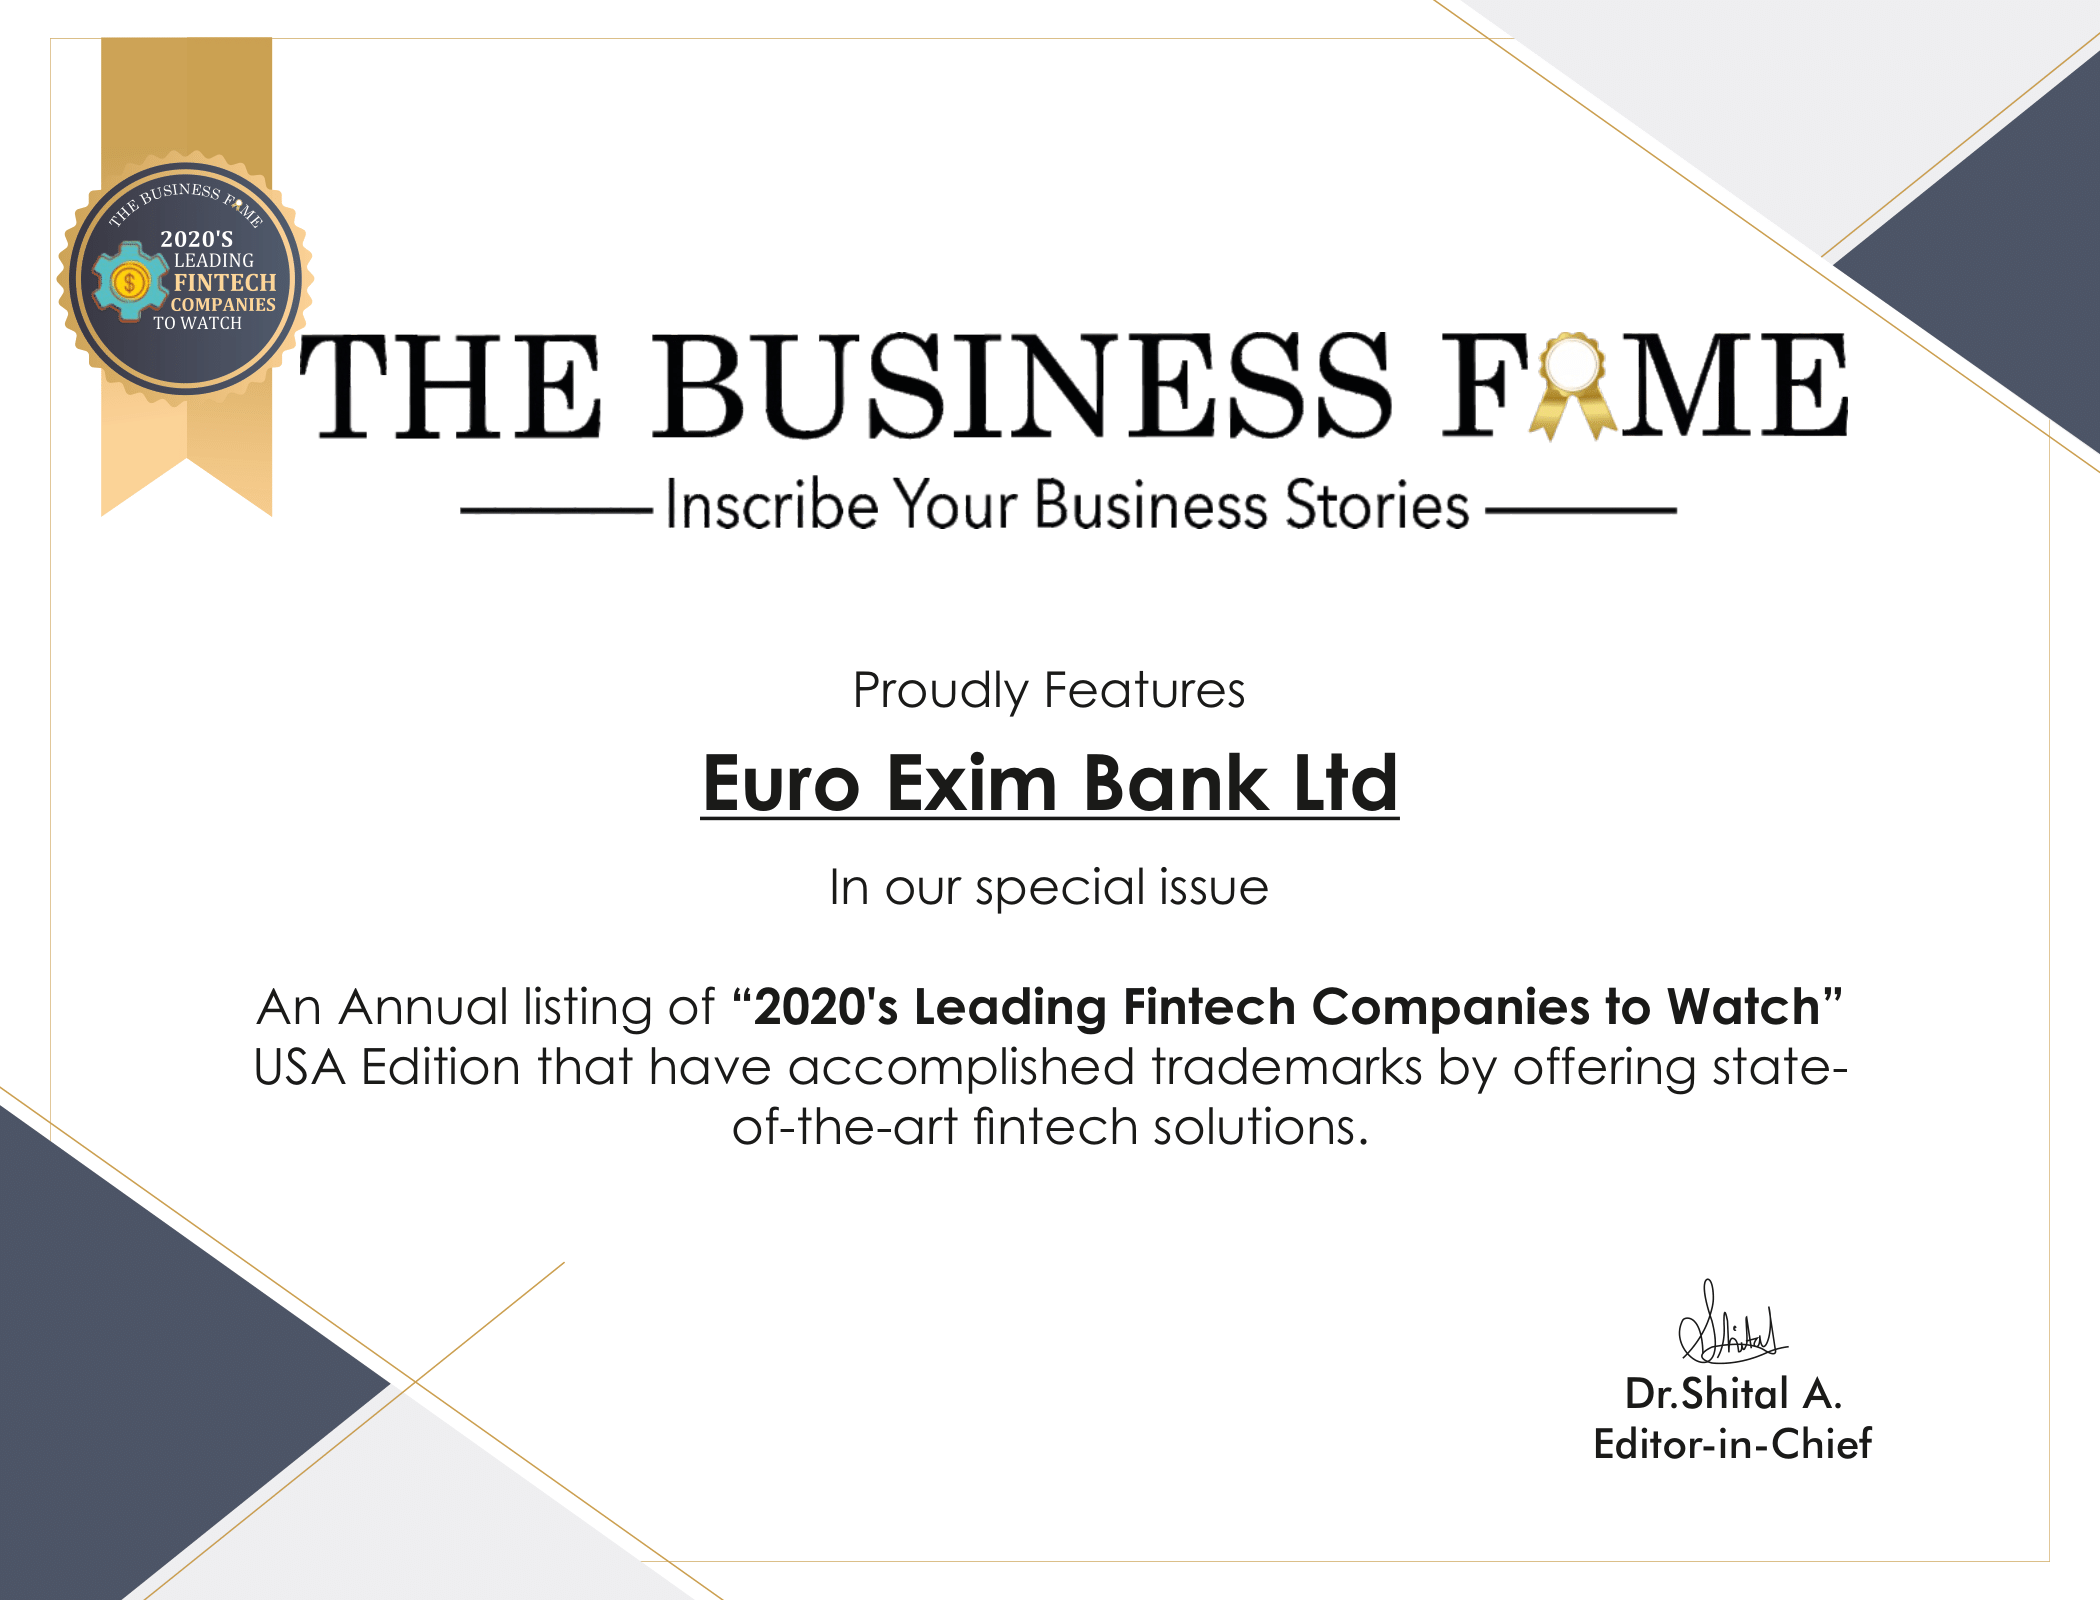 THE BUSINESS FAME
2020'S
LEADING
FINTECH
COMPANIES
TO WATCH
THE BUSINESS FAME
Inscribe Your Business Stories
Proudly Features
Euro Exim Bank Ltd
In our special issue
An Annual listing of “2020's Leading Fintech Companies to Watch”
USA Edition that have accomplished trademarks by offering state-
of-the-art fintech solutions.
Shital
Dr.Shital A.
Editor-in-Chief